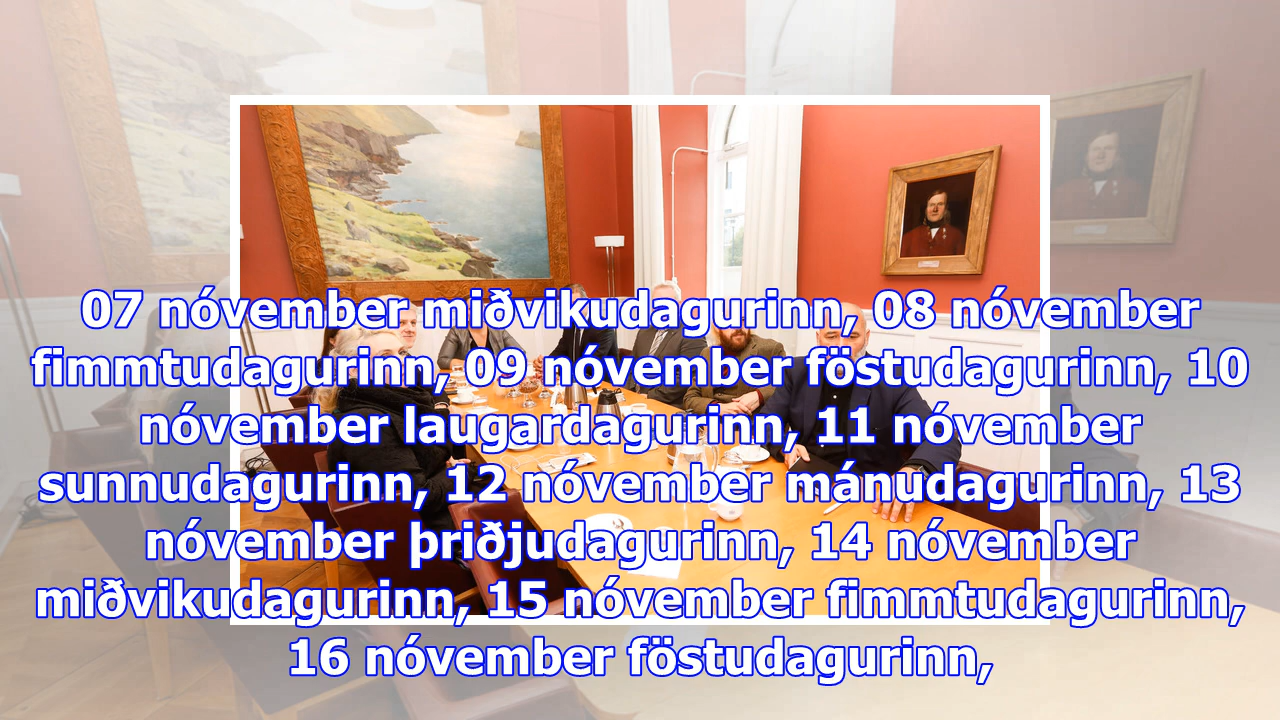 07 nóvember miðvikudagurinn, 08 nóvember
fimmtudagurinn, 09 nóvember föstudagurinn, 10
nóvember laugardagurinn, 11 nóvember
sunnudagurinn, 12 nóvember mánudagurinn, 13
nóvember þriðjudagurinn, 14 nóvember
miðvikudagurinn, 15 nóvember fimmtudagurinn,
16 nóvember föstudagurinn,